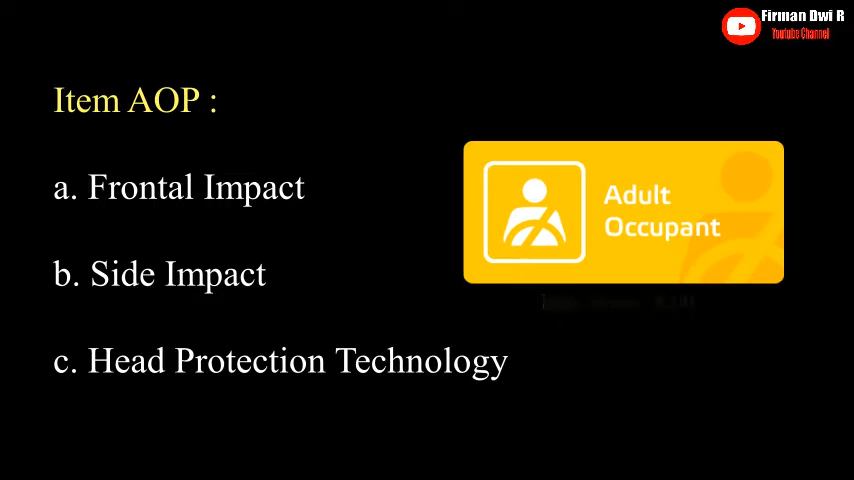 Firman Dwi R
Youtube Channel
Item AOP :
a. Frontal Impact
Adult
Occupant
b. Side Impact
c. Head Protection Technology